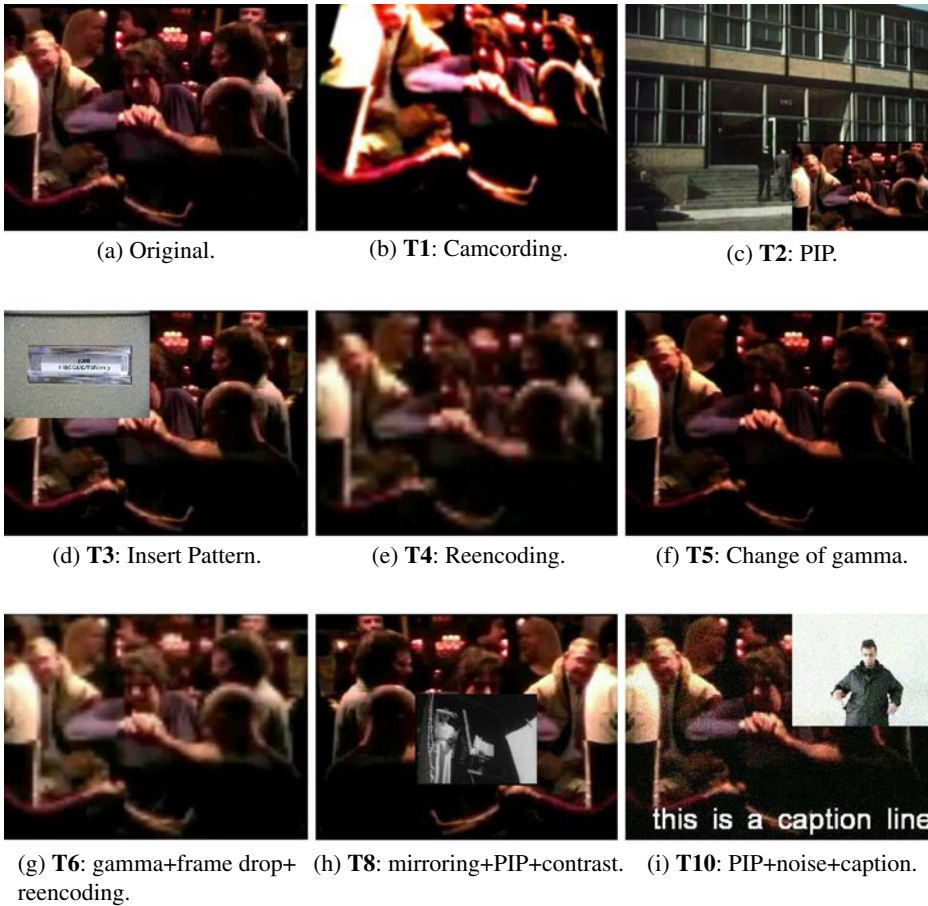 (a) Original.
(b) T1: Camcording.
(c) T2: PIP.
(d) T3: Insert Pattern.
(e) T4: Reencoding.
(f) T5: Change of gamma.
this is a caption line
(g) T6: gamma+frame drop+
reencoding.
(h) T8: mirroring+PIP+contrast.
(i) T10: PIP+noise+caption.